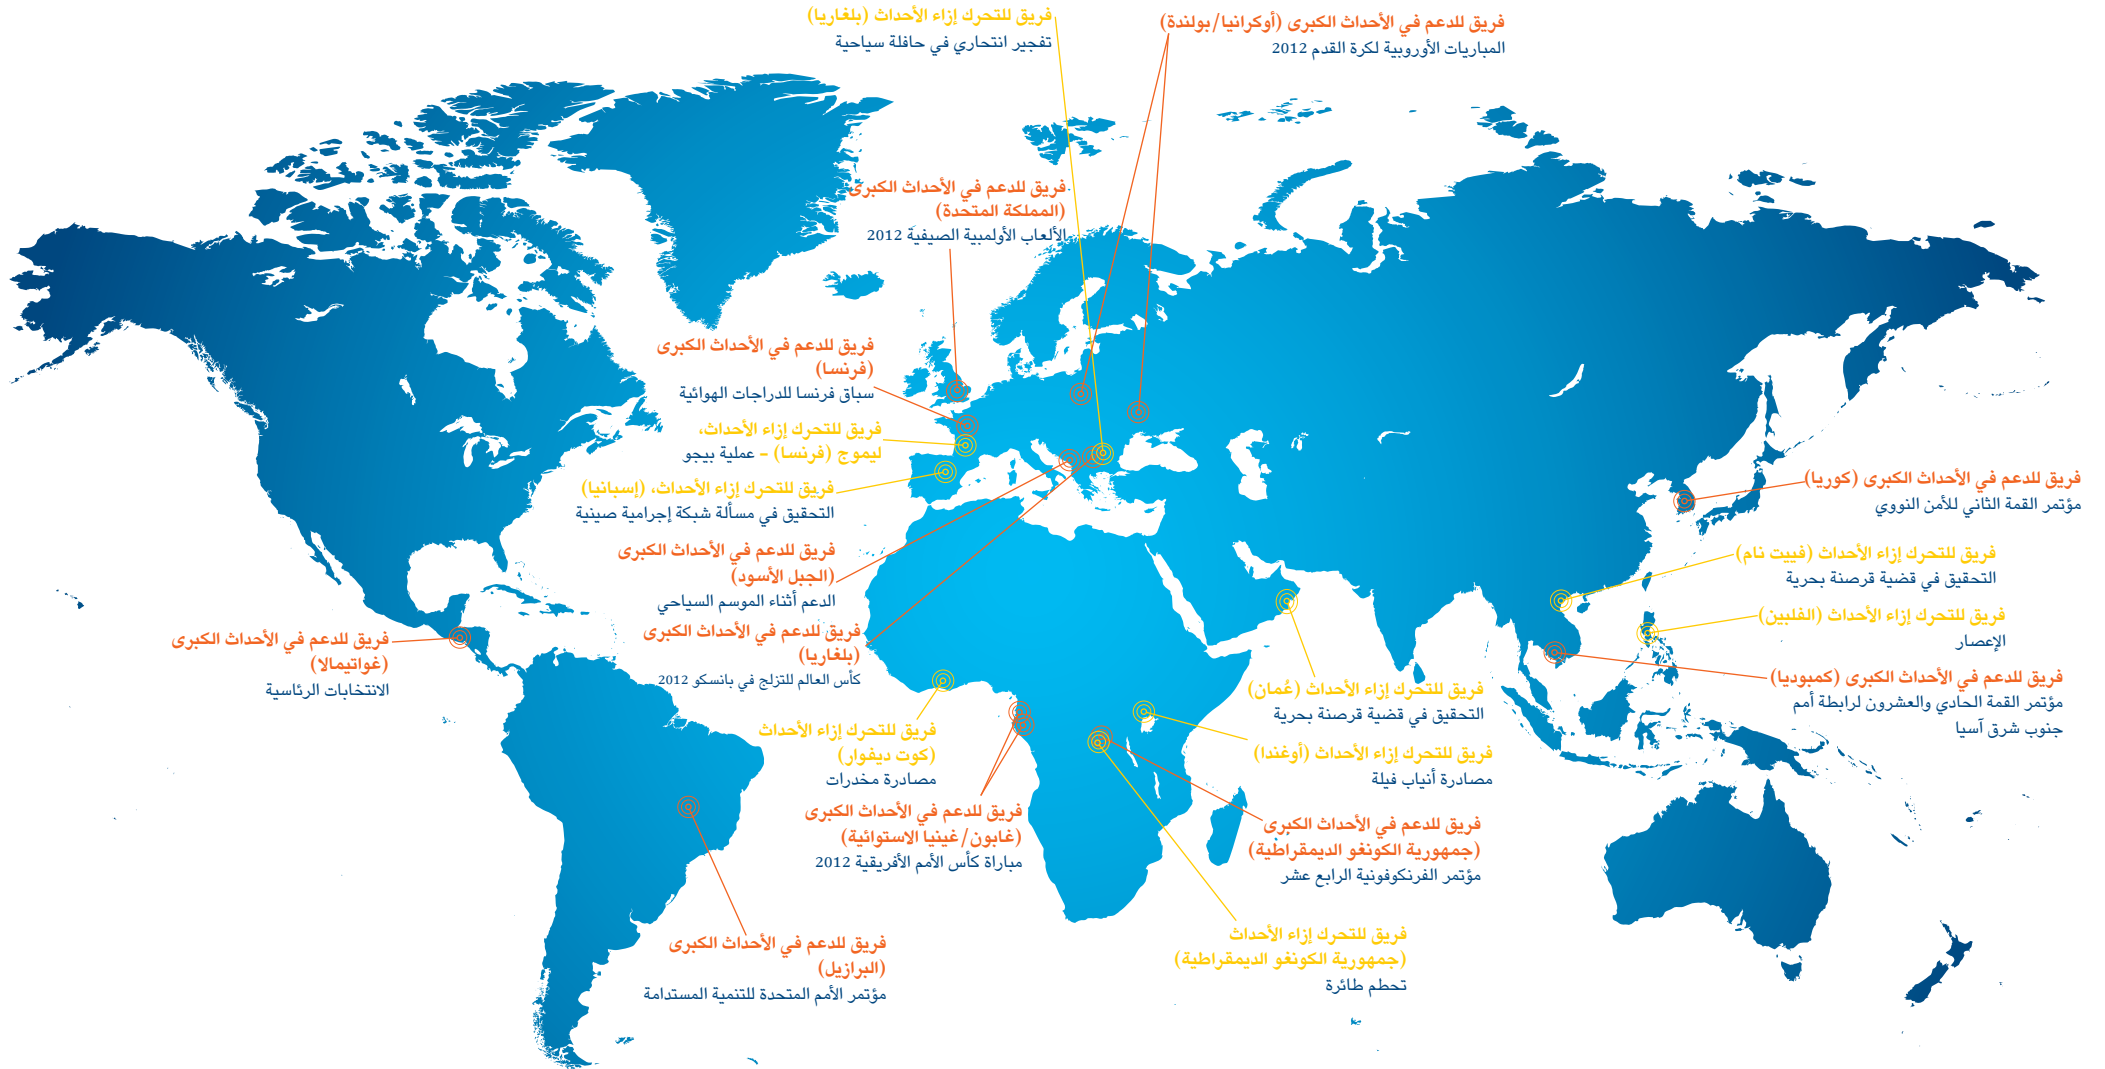 فريق للدعم في الأحداث الكبرى (أوكرانيا/بولندة)
المباريات الأوروبية لكرة القدم 2012
فريق للتحرك إزاء الأحداث (بلغاريا)
تفجير انتحاري في حافلة سياحية
فريق للدعم في الأحداث الكبرى
(المملكة المتحدة)
الألعاب الأولمبية الصيفية 2012
فريق للدعم في الأحداث الكبرى
(فرنسا)
سباق فرنسا للدراجات الهوائية
فريق للتحرك إزاء الأحداث،
ليموج (فرنسا) – عملية بيجو
فريق للتحرك إزاء الأحداث، (إسبانيا)
التحقيق في مسألة شبكة إجرامية صينية
فريق للدعم في الأحداث الكبرى
(الجبل الأسود)
الدعم أثناء الموسم السياحي
فريق للدعم في الأحداث الكبرى
(بلغاريا)
كأس العالم للتزلج في بانسكو 2012
فريق للدعم في الأحداث الكبرى (كوريا)
مؤتمر القمة الثاني للأمن النووي
فريق للتحرك إزاء الأحداث (فييت نام)
التحقيق في قضية قرصنة بحرية
فريق للتحرك إزاء الأحداث (الفلبين)
الإعصار
فريق للدعم في الأحداث الكبرى (كمبوديا)
مؤتمر القمة الحادي والعشرون لرابطة أمم
جنوب شرق آسيا
فريق للتحرك إزاء الأحداث (عُمان)
التحقيق في قضية قرصنة بحرية
فريق للتحرك إزاء الأحداث (أوغندا)
مصادرة أنياب فيلة
فريق للدعم في الأحداث الكبرى
(جمهورية الكونغو الديمقراطية)
مؤتمر الفرنكوفونية الرابع عشر
فريق للتحرك إزاء الأحداث
(جمهورية الكونغو الديمقراطية)
تحطم طائرة
فريق للتحرك إزاء الأحداث
(كوت ديفوار)
مصادرة مخدرات
فريق للدعم في الأحداث الكبرى
(غابون/غينيا الاستوائية)
مباراة كأس الأمم الأفريقية 2012
فريق للدعم في الأحداث الكبرى
(غواتيمالا)
الانتخابات الرئاسية
فريق للدعم في الأحداث الكبرى
(البرازيل)
مؤتمر الأمم المتحدة للتنمية المستدامة